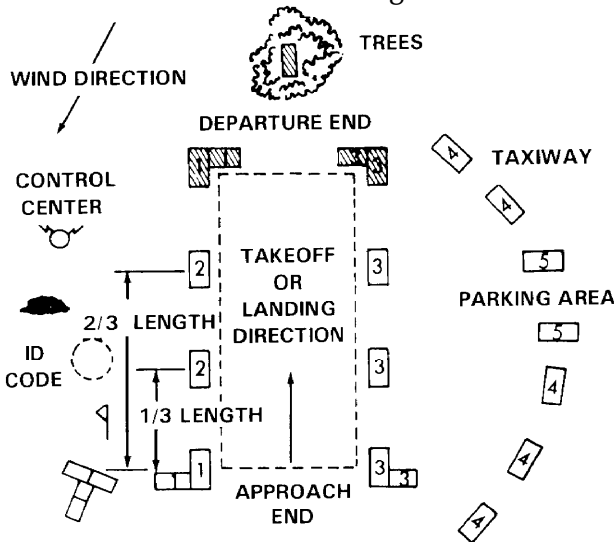 TREES
WIND DIRECTION
DEPARTURE END
4
TAXIWAY
1
3
CONTROL
CENTER
4
2
TAKEOFF
OR
LANDING
DIRECTION
3
5
PARKING AREA
2/3 LENGTH
5
ID
CODE
2
3
4
1/3 LENGTH
1
3
3
4
APPROACH
END
4